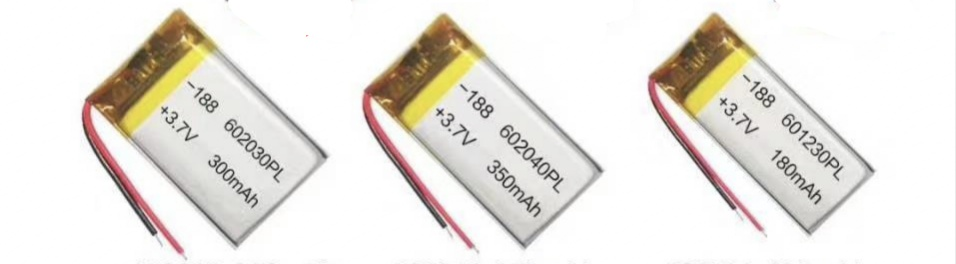 -188 602030PL
+3.7V 300mAh
-188 602040PL
+3.7V 350mAh
-188 601230PL
+3.7V 180mAh